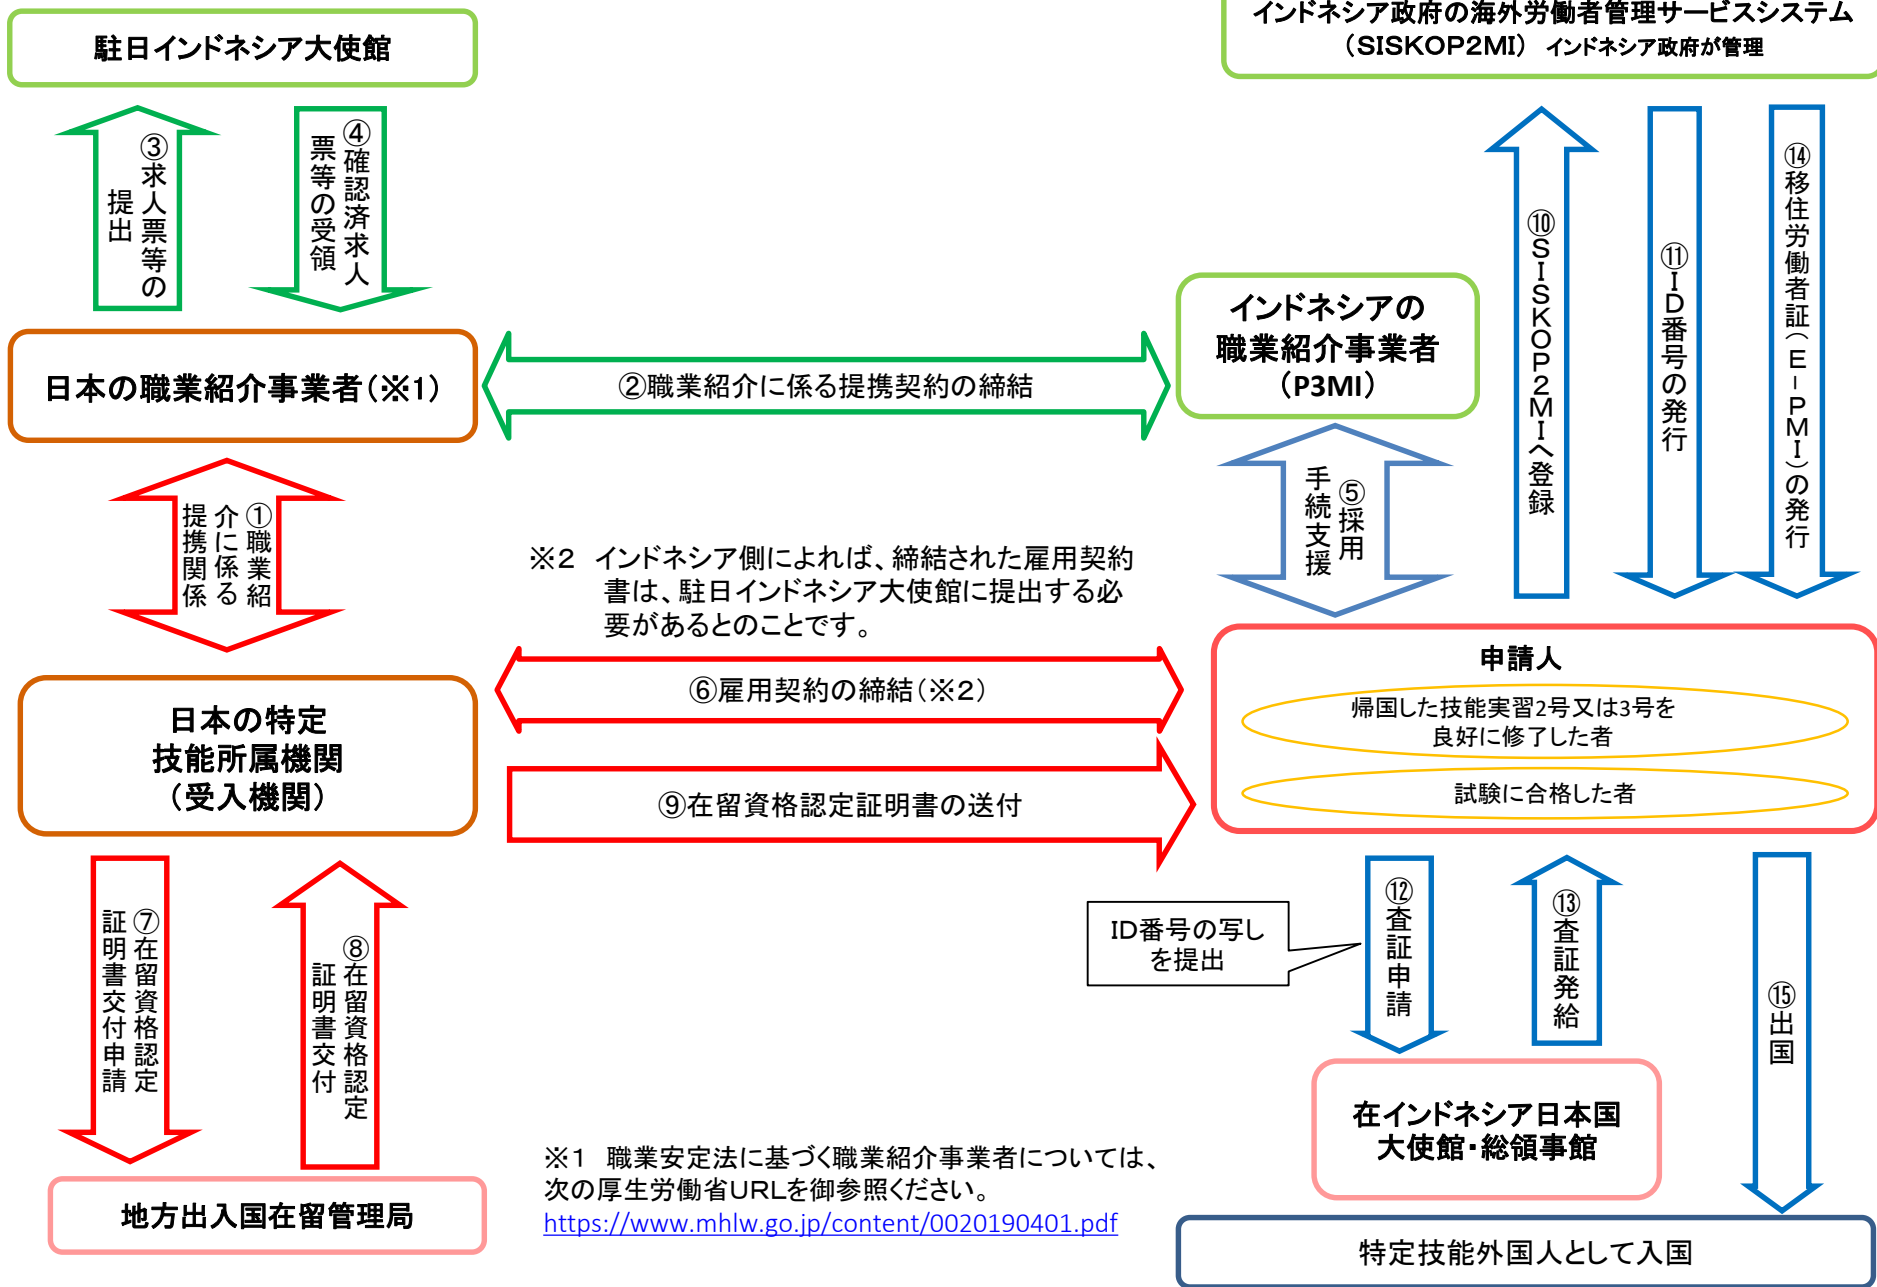 駐日インドネシア大使館
インドネシア政府の海外労働者管理サービスシステム
（SISKOP2MI） インドネシア政府が管理
③求人票等の
提出
④確認済求人
票等の受領
⑩SISKOP2MIへ登録
⑪ID番号の発行
⑭移住労働者証（E-PMI）の発行
日本の職業紹介事業者（※1）
②職業紹介に係る提携契約の締結
インドネシアの
職業紹介事業者
（P3MI）
①職業紹
介に係る
提携関係
⑤採用
手続支援
※2 インドネシア側によれば、締結された雇用契約
書は、駐日インドネシア大使館に提出する必
要があるとのことです。
⑥雇用契約の締結（※2）
日本の特定
技能所属機関
（受入機関）
申請人
帰国した技能実習2号又は3号を
良好に修了した者
試験に合格した者
⑨在留資格認定証明書の送付
⑦在留資格認定
証明書交付申請
⑧在留資格認定
証明書交付
ID番号の写し
を提出
⑫査証申請
⑬査証発給
⑮出国
在インドネシア日本国
大使館・総領事館
※1 職業安定法に基づく職業紹介事業者については、
次の厚生労働省URLを御参照ください。
https://www.mhlw.go.jp/content/0020190401.pdf
地方出入国在留管理局
特定技能外国人として入国